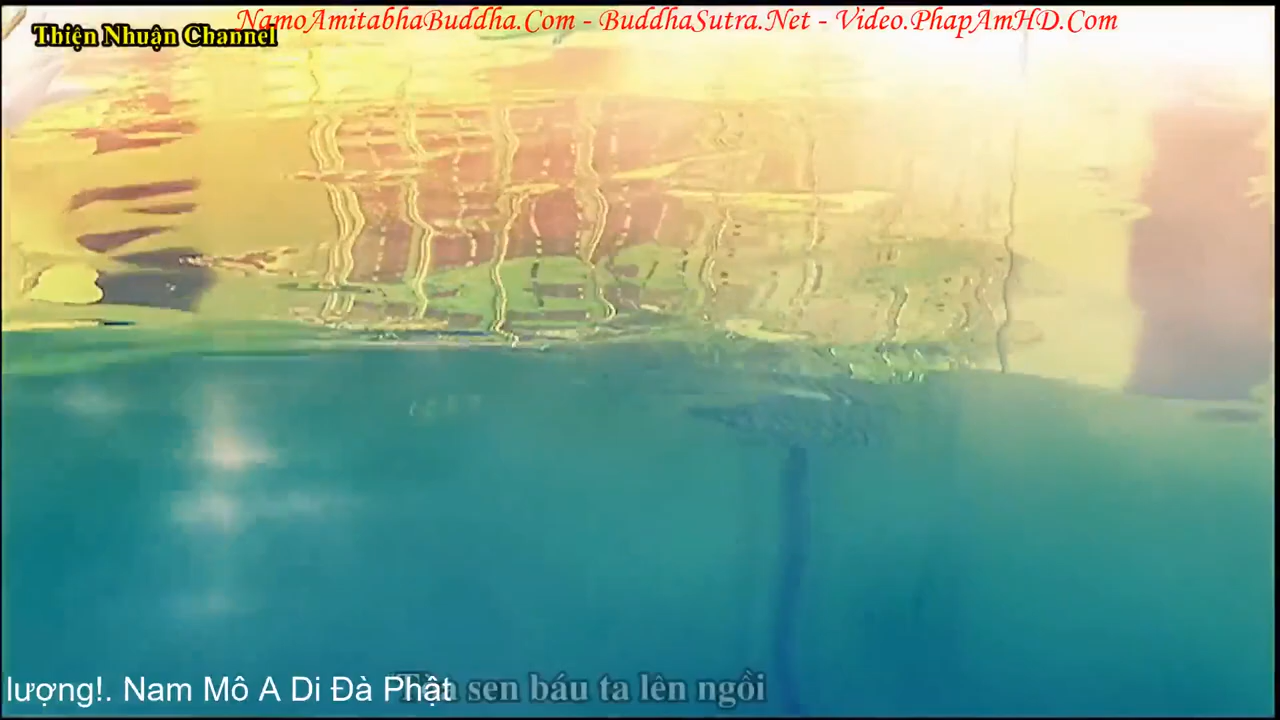 NamoAmitabhaBuddha.Com - BuddhaSutra.Net - Video.PhapAmHD.Com
Thiện Nhuận Channel
lượng!. Nam Mô A Di Đà Phật
sen báu ta lên ngồi